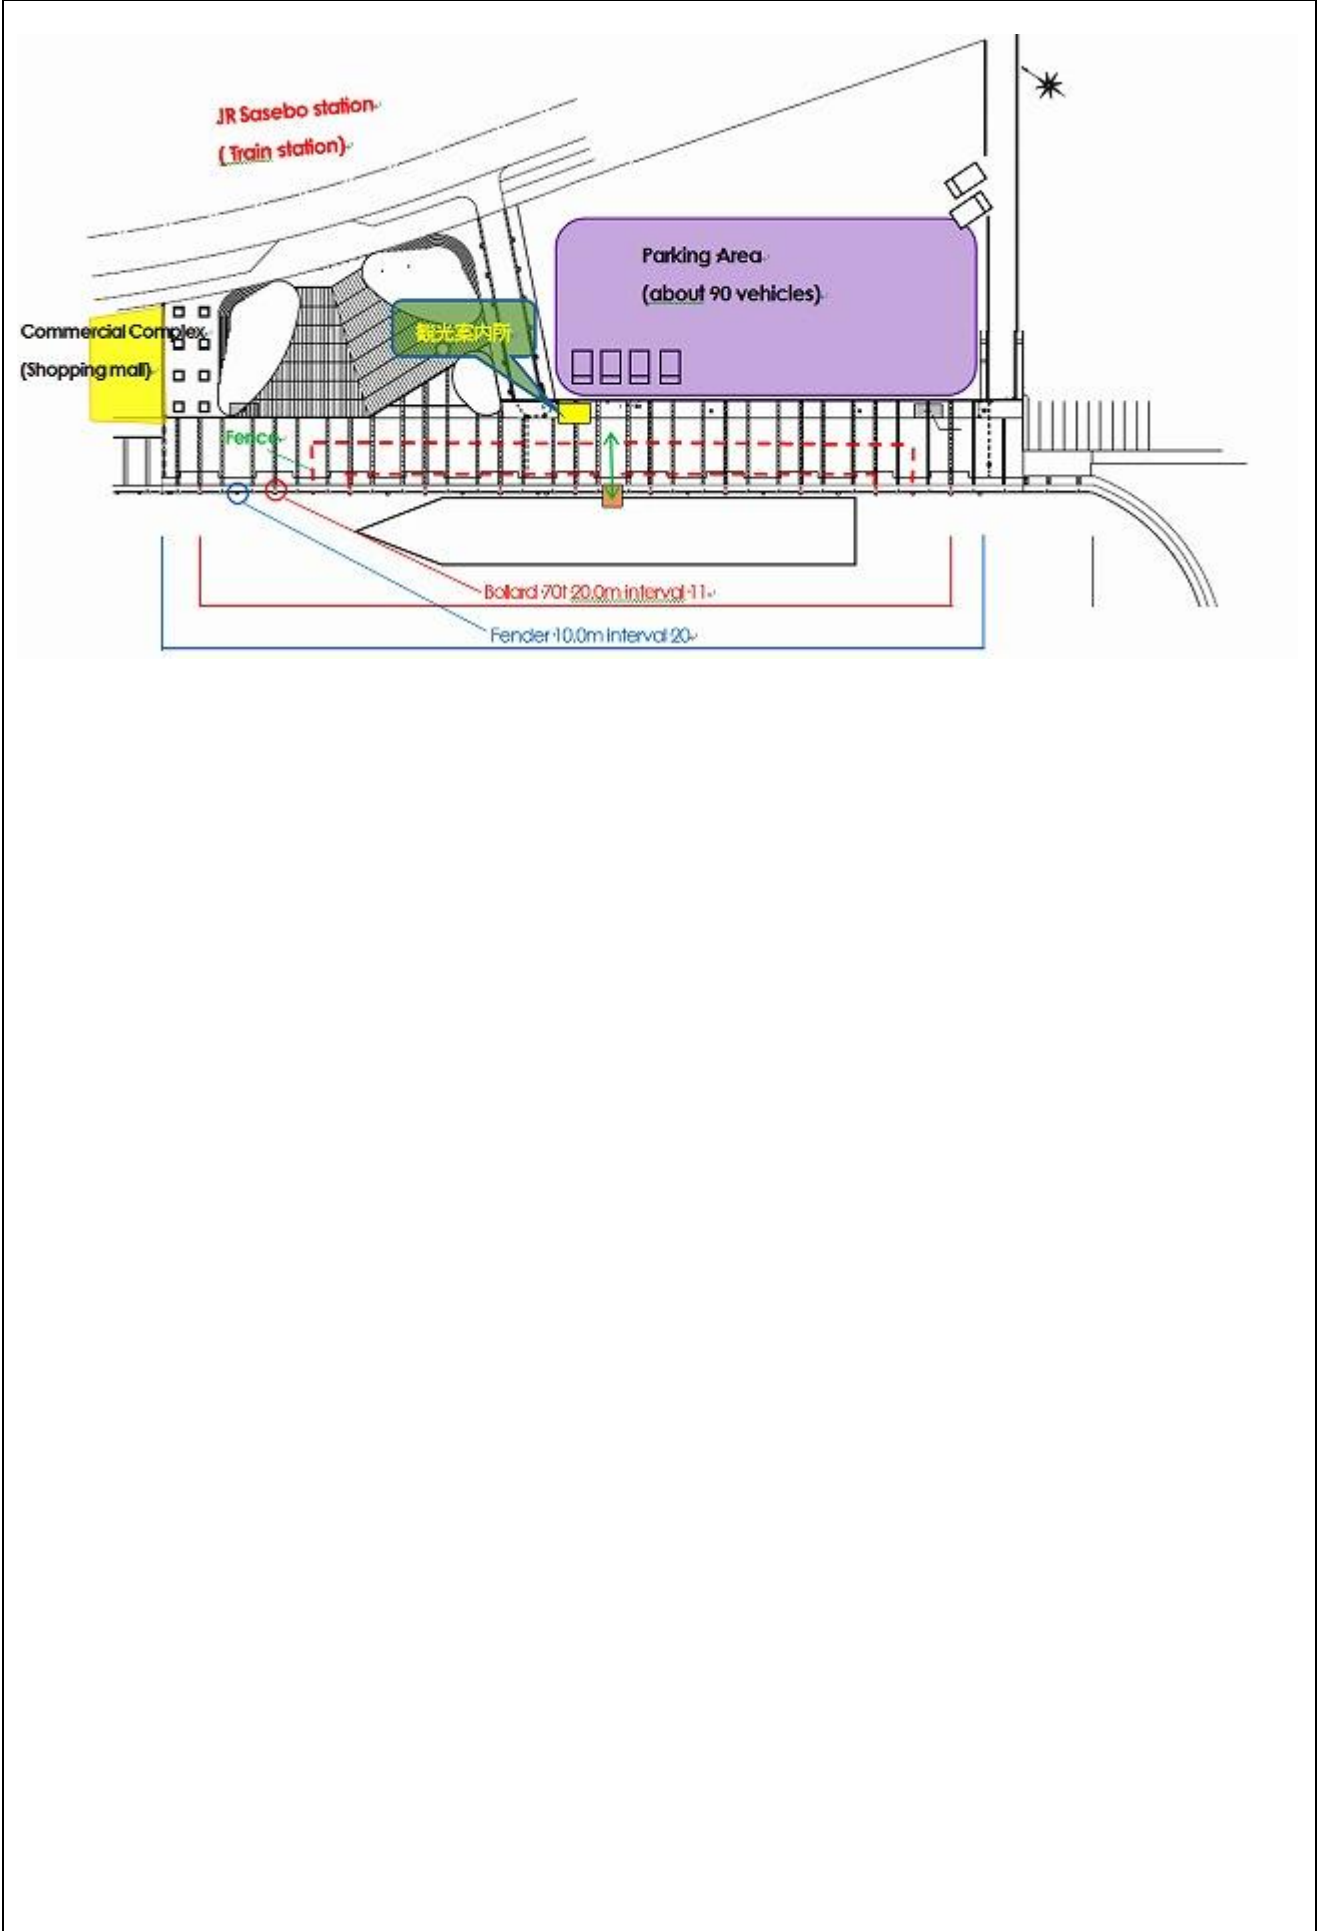 JR Sasebo station
( Train station)
Parking Area
(about 90 vehicles)
観光案内所
Commercial Complex
(Shopping mall)
Fence
Bollard 70t 20.0m interval 11
Fender 10.0m interval 20